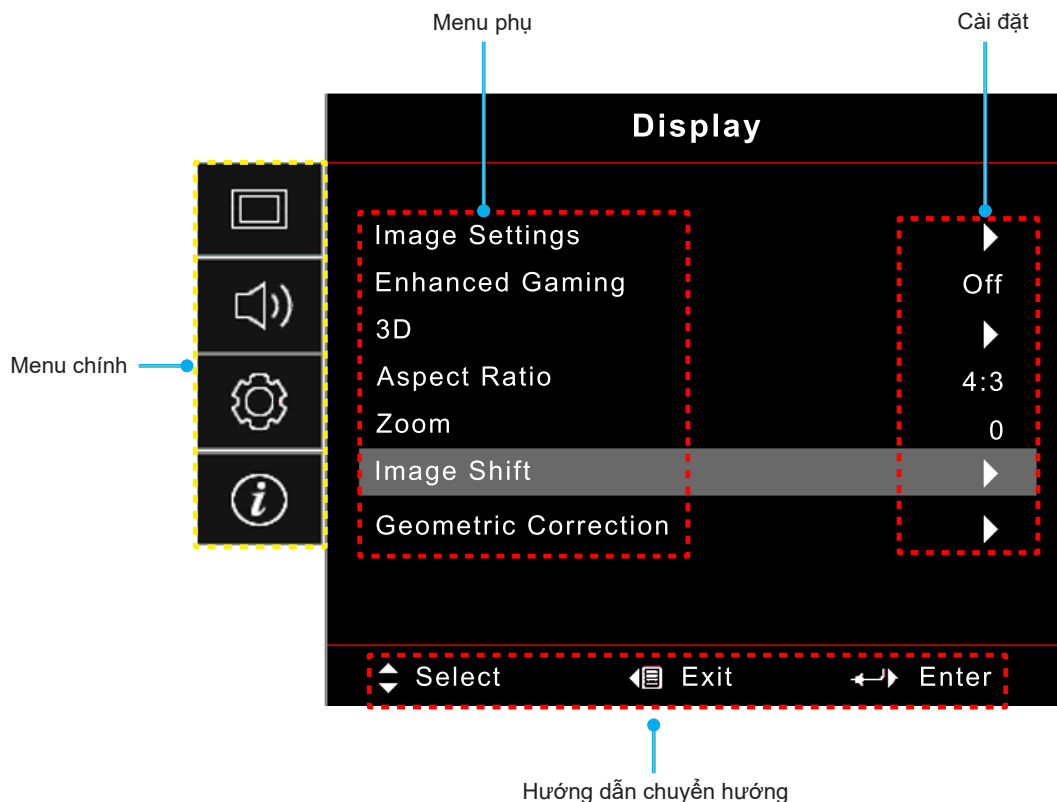 Menu phụ
Cài đặt
Display
Image Settings
Enhanced Gaming Off
3D
Menu chính
Aspect Ratio 4:3
Zoom 0
Image Shift
Geometric Correction
Select Exit Enter
Hướng dẫn chuyển hướng